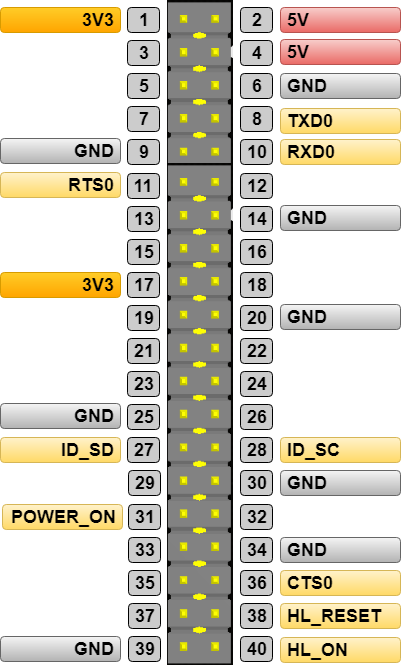 3V3 1 2 5V
3 4 5V
5 6 GND
7 8 TXD0
GND 9 10 RXD0
RTS0 11 12
13 14 GND
15 16
3V3 17 18
19 20 GND
21 22
23 24
GND 25 26
ID_SD 27 28 ID_SC
29 30 GND
POWER_ON 31 32
33 34 GND
35 36 CTS0
37 38 HL_RESET
GND 39 40 HL_ON